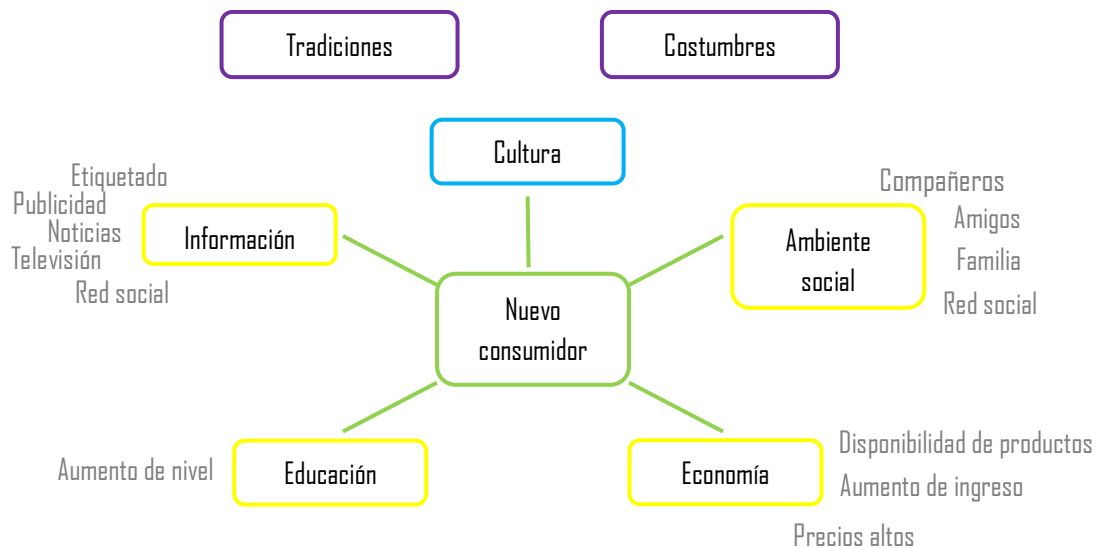 Tradiciones
Costumbres
Cultura
Etiquetado
Publicidad
Noticias
Televisión
Red social
Información
Compañeros
Amigos
Familia
Red social
Ambiente
social
Nuevo
consumidor
Aumento de nivel
Educación
Economía
Disponibilidad de productos
Aumento de ingreso
Precios altos